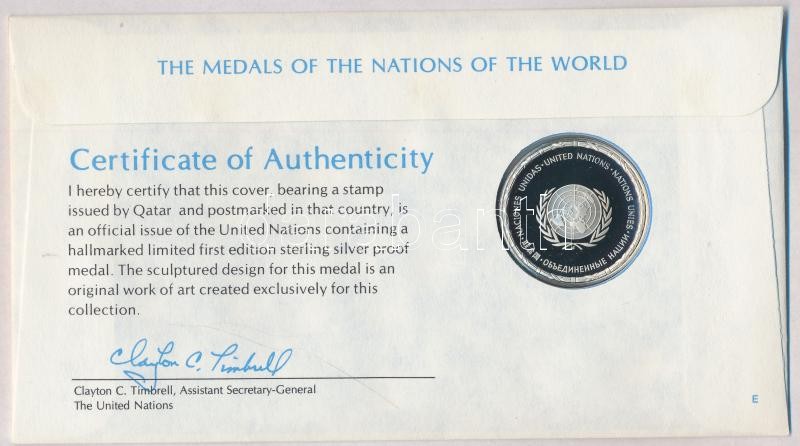 THE MEDALS OF THE NATIONS OF THE WORLD
Certificate of Authenticity
I hereby certify that this cover, bearing a stamp
issued by Qatar and postmarked in that country, is
an official issue of the United Nations containing a
hallmarked limited first edition sterling silver proof
medal. The sculptured design for this medal is an
original work of art created exclusively for this
collection.
Clayton C. Timbrell
Clayton C. Timbrell, Assistant Secretary-General
The United Nations
NACIONES UNIDAS · UNITED NATIONS · NATIONS UNIES ·
ОБЪЕДИНЕННЫЕ НАЦИИ ·
E
darabanth